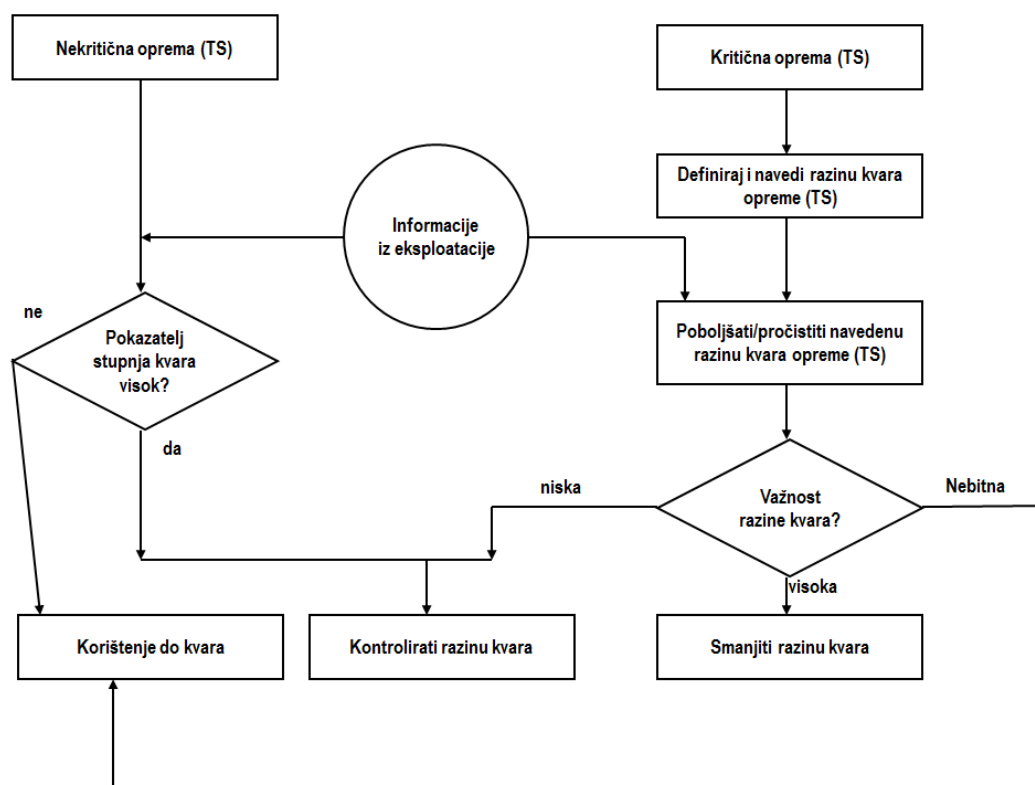 Nekritična oprema (TS)
Kritična oprema (TS)
Definiraj i navedi razinu kvara
opreme (TS)
Informacije
iz eksploatacije
ne
Pokazatelj
stupnja kvara
visok?
Poboljšati/pročistiti navedenu
razinu kvara opreme (TS)
da
niska
Važnost
razine kvara?
Nebitna
visoka
Korištenje do kvara
Kontrolirati razinu kvara
Smanjiti razinu kvara